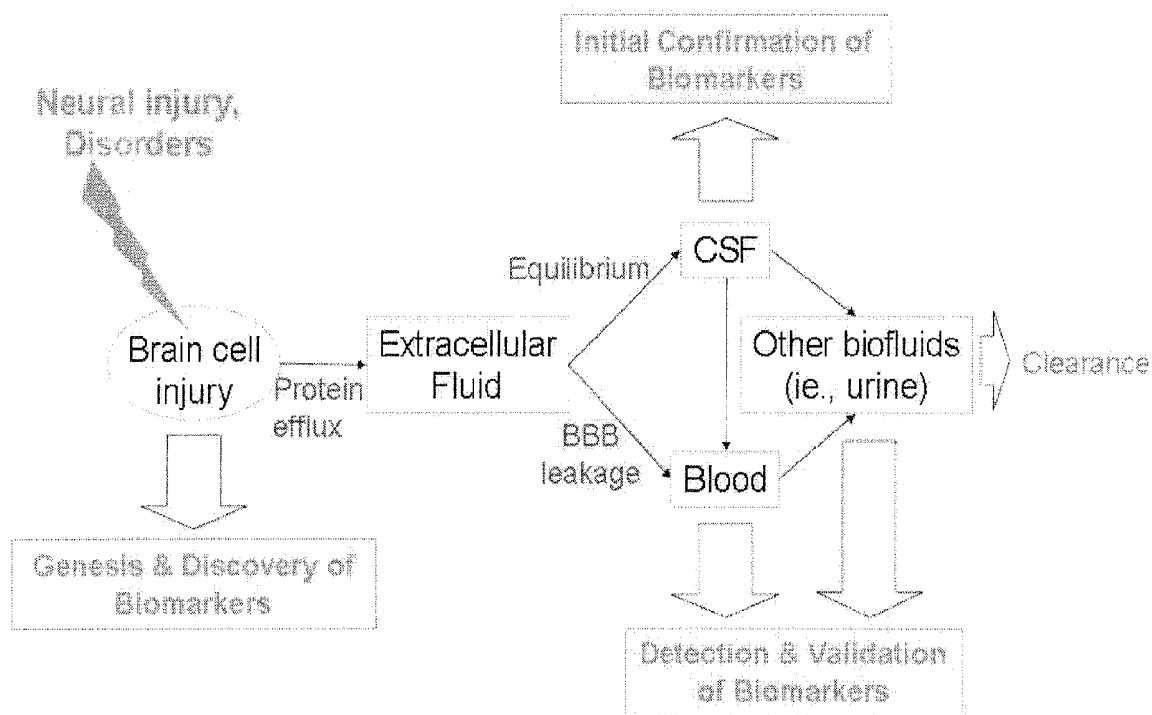 Initial Confirmation of
Biomarkers
Neural injury,
Disorders
CSF
Equilibrium
Brain cell
injury
Protein
efflux
Extracellular
Fluid
Other biofluids
(ie., urine)
Clearance
BBB
leakage
Blood
Genesis & Discovery of
Biomarkers
Detection & Validation
of Biomarkers